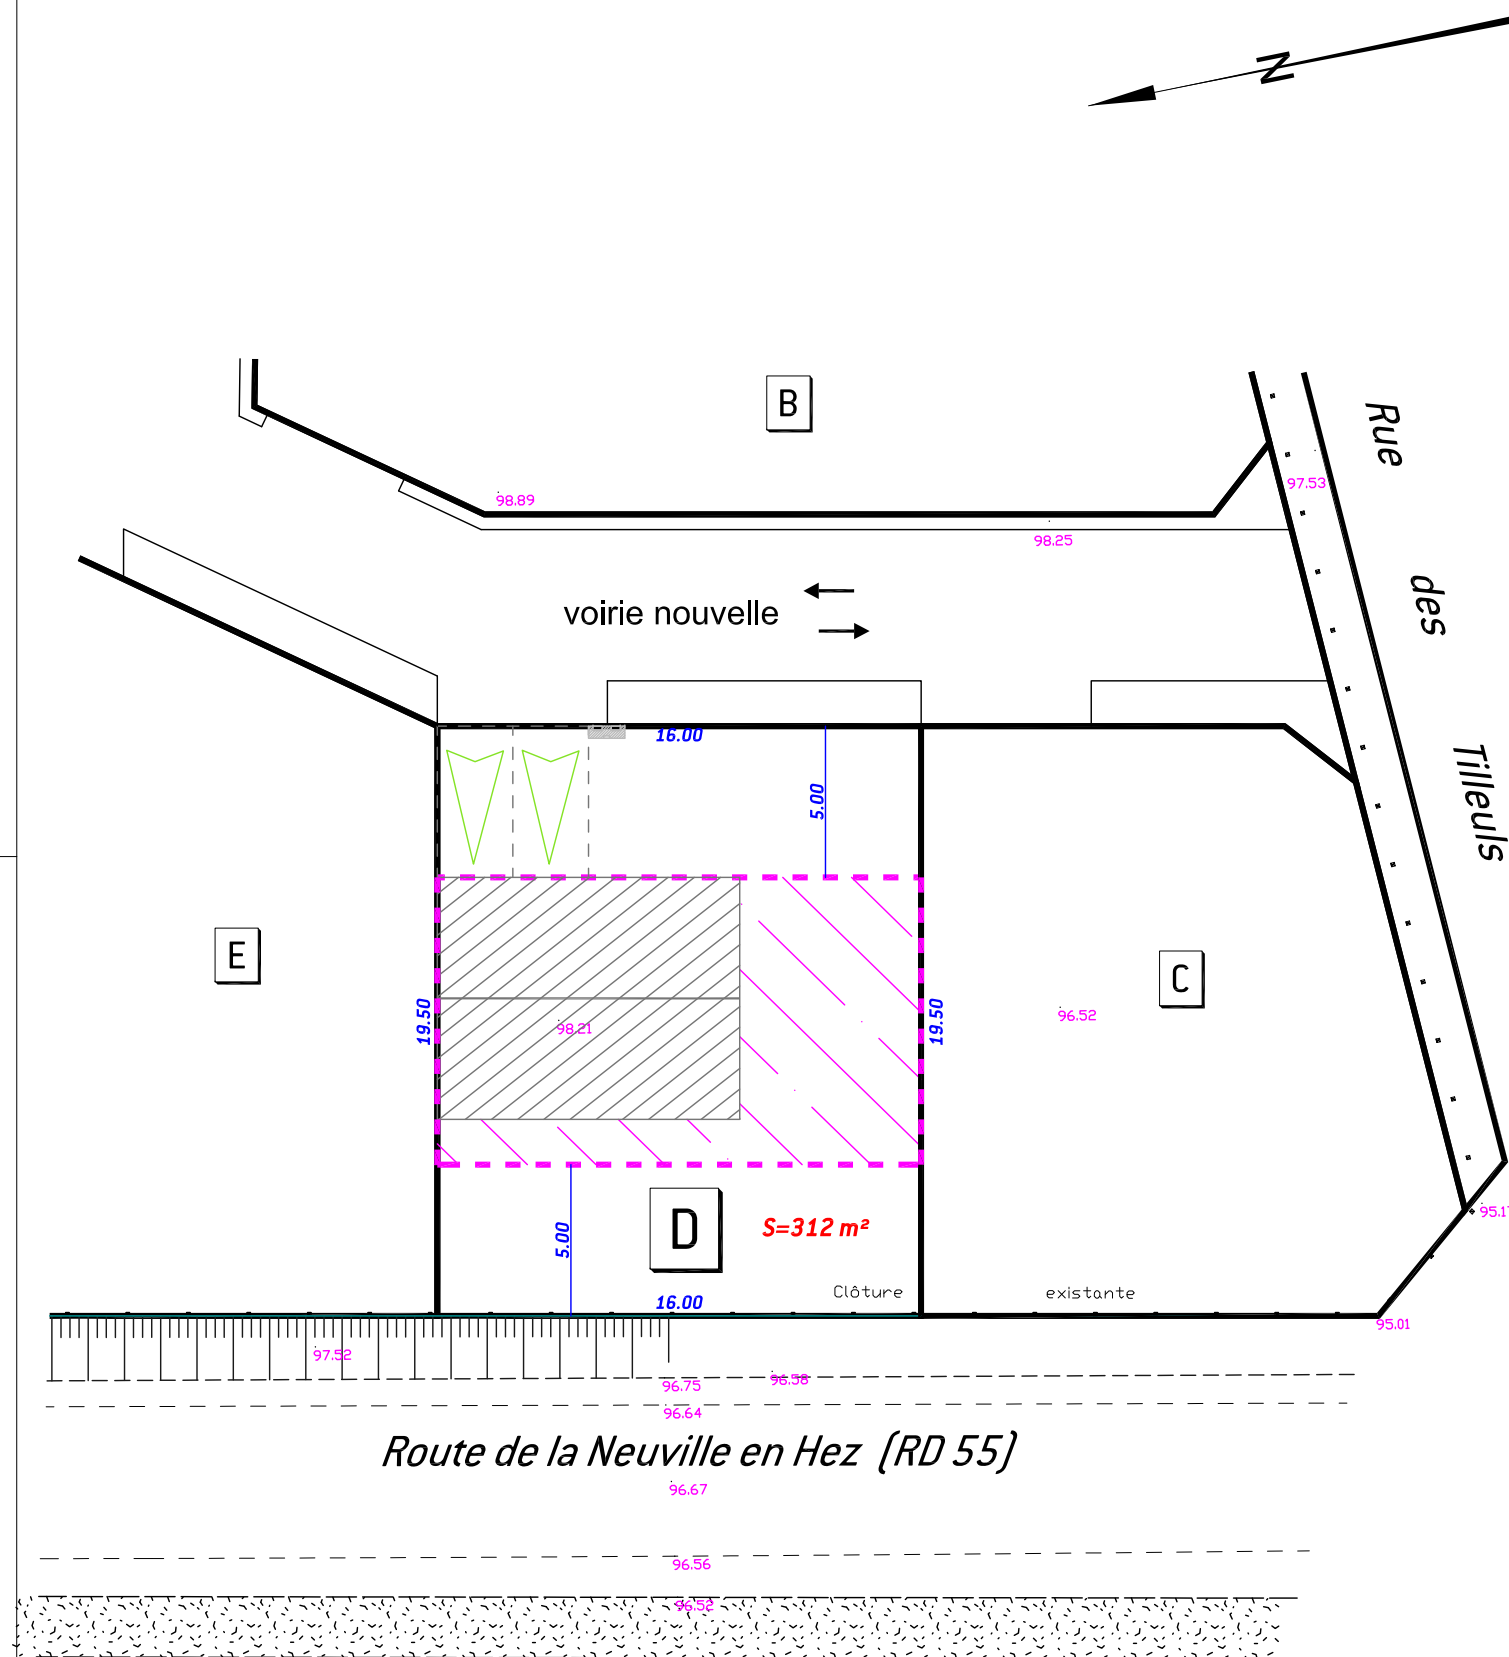 N
B
Rue
97.53
98.89
98.25
des
voirie nouvelle
16.00
5.00
Tilleuls
E
C
19.50
98.21
19.50
96.52
D
S=312 m²
5.00
95.1
Clôture existante
16.00
95.01
97.52
96.75
96.58
96.64
Route de la Neuville en Hez (RD 55)
96.67
96.56
96.52